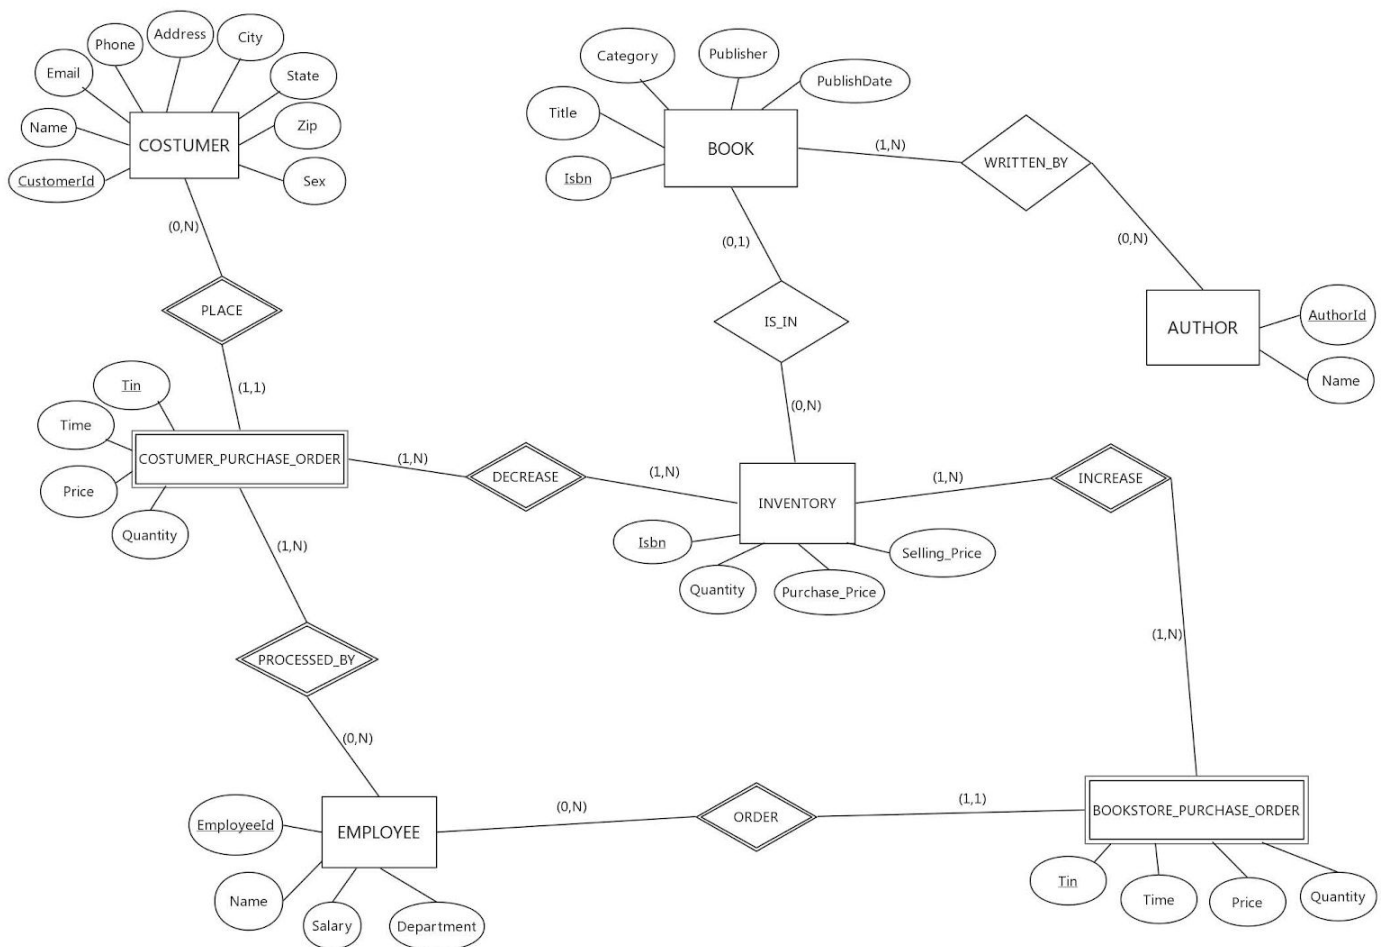 Phone
Address
City
Email
State
Name
COSTUMER
Zip
CustomerId
Sex
(0,N)
PLACE
(1,1)
Category
Publisher
PublishDate
Title
BOOK
Isbn
(1,N)
WRITTEN_BY
(0,N)
AUTHOR
AuthorId
Name
(0,1)
IS_IN
(0,N)
Tin
Time
COSTUMER_PURCHASE_ORDER
Price
Quantity
(1,N)
DECREASE
(1,N)
INVENTORY
Isbn
Quantity
Purchase_Price
Selling_Price
(1,N)
INCREASE
(1,N)
(1,N)
PROCESSED_BY
(0,N)
EmployeeId
EMPLOYEE
Name
Salary
Department
(0,N)
ORDER
(1,1)
BOOKSTORE_PURCHASE_ORDER
Tin
Time
Price
Quantity